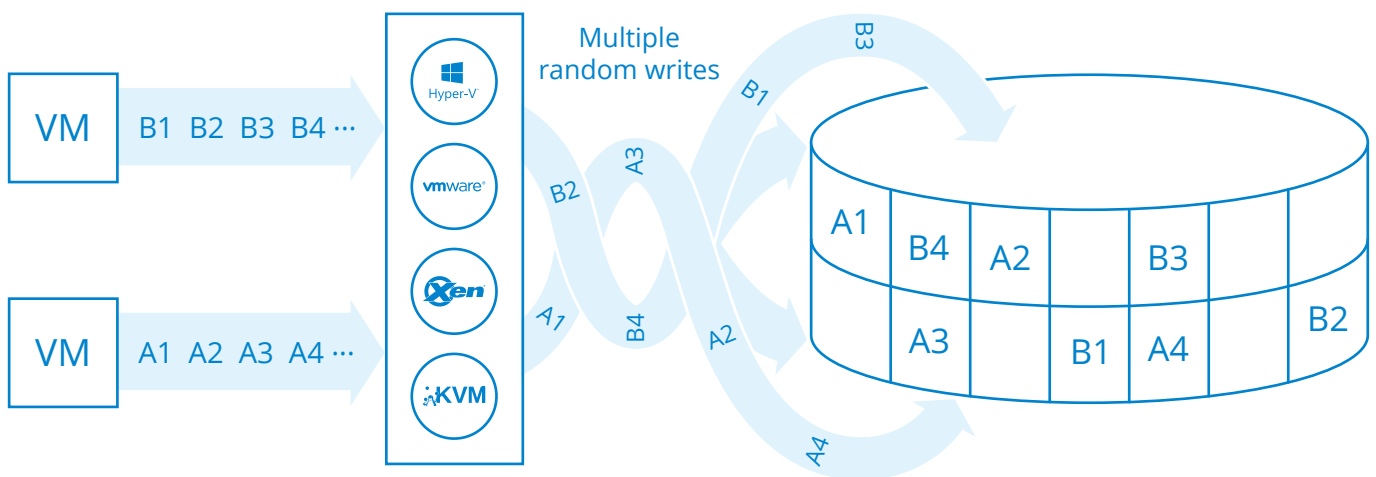 VM
B1 B2 B3 B4 ...
VM
A1 A2 A3 A4 ...
Hyper-V
vmware®
Xen
KVM
Multiple
random writes
B2
A1
A3
B4
B1
A2
B3
A4
A1 B4 A2 B3
A3 B1 A4 B2